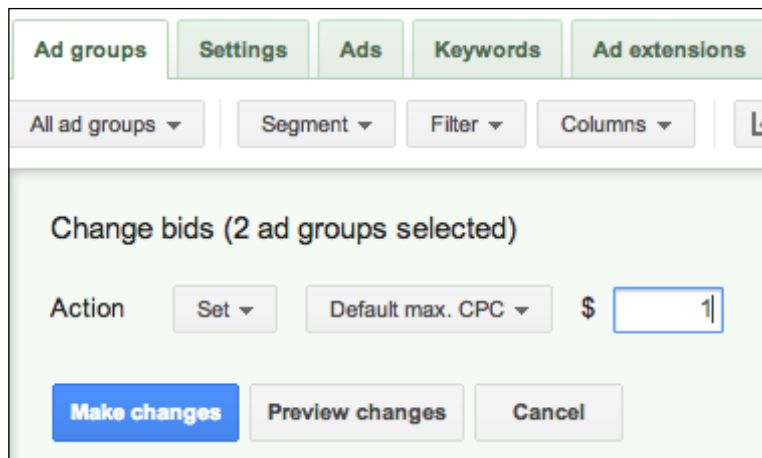 Ad groups Settings Ads Keywords Ad extensions
All ad groups Segment Filter Columns
Change bids (2 ad groups selected)
Action Set Default max. CPC $ 1
Make changes Preview changes Cancel